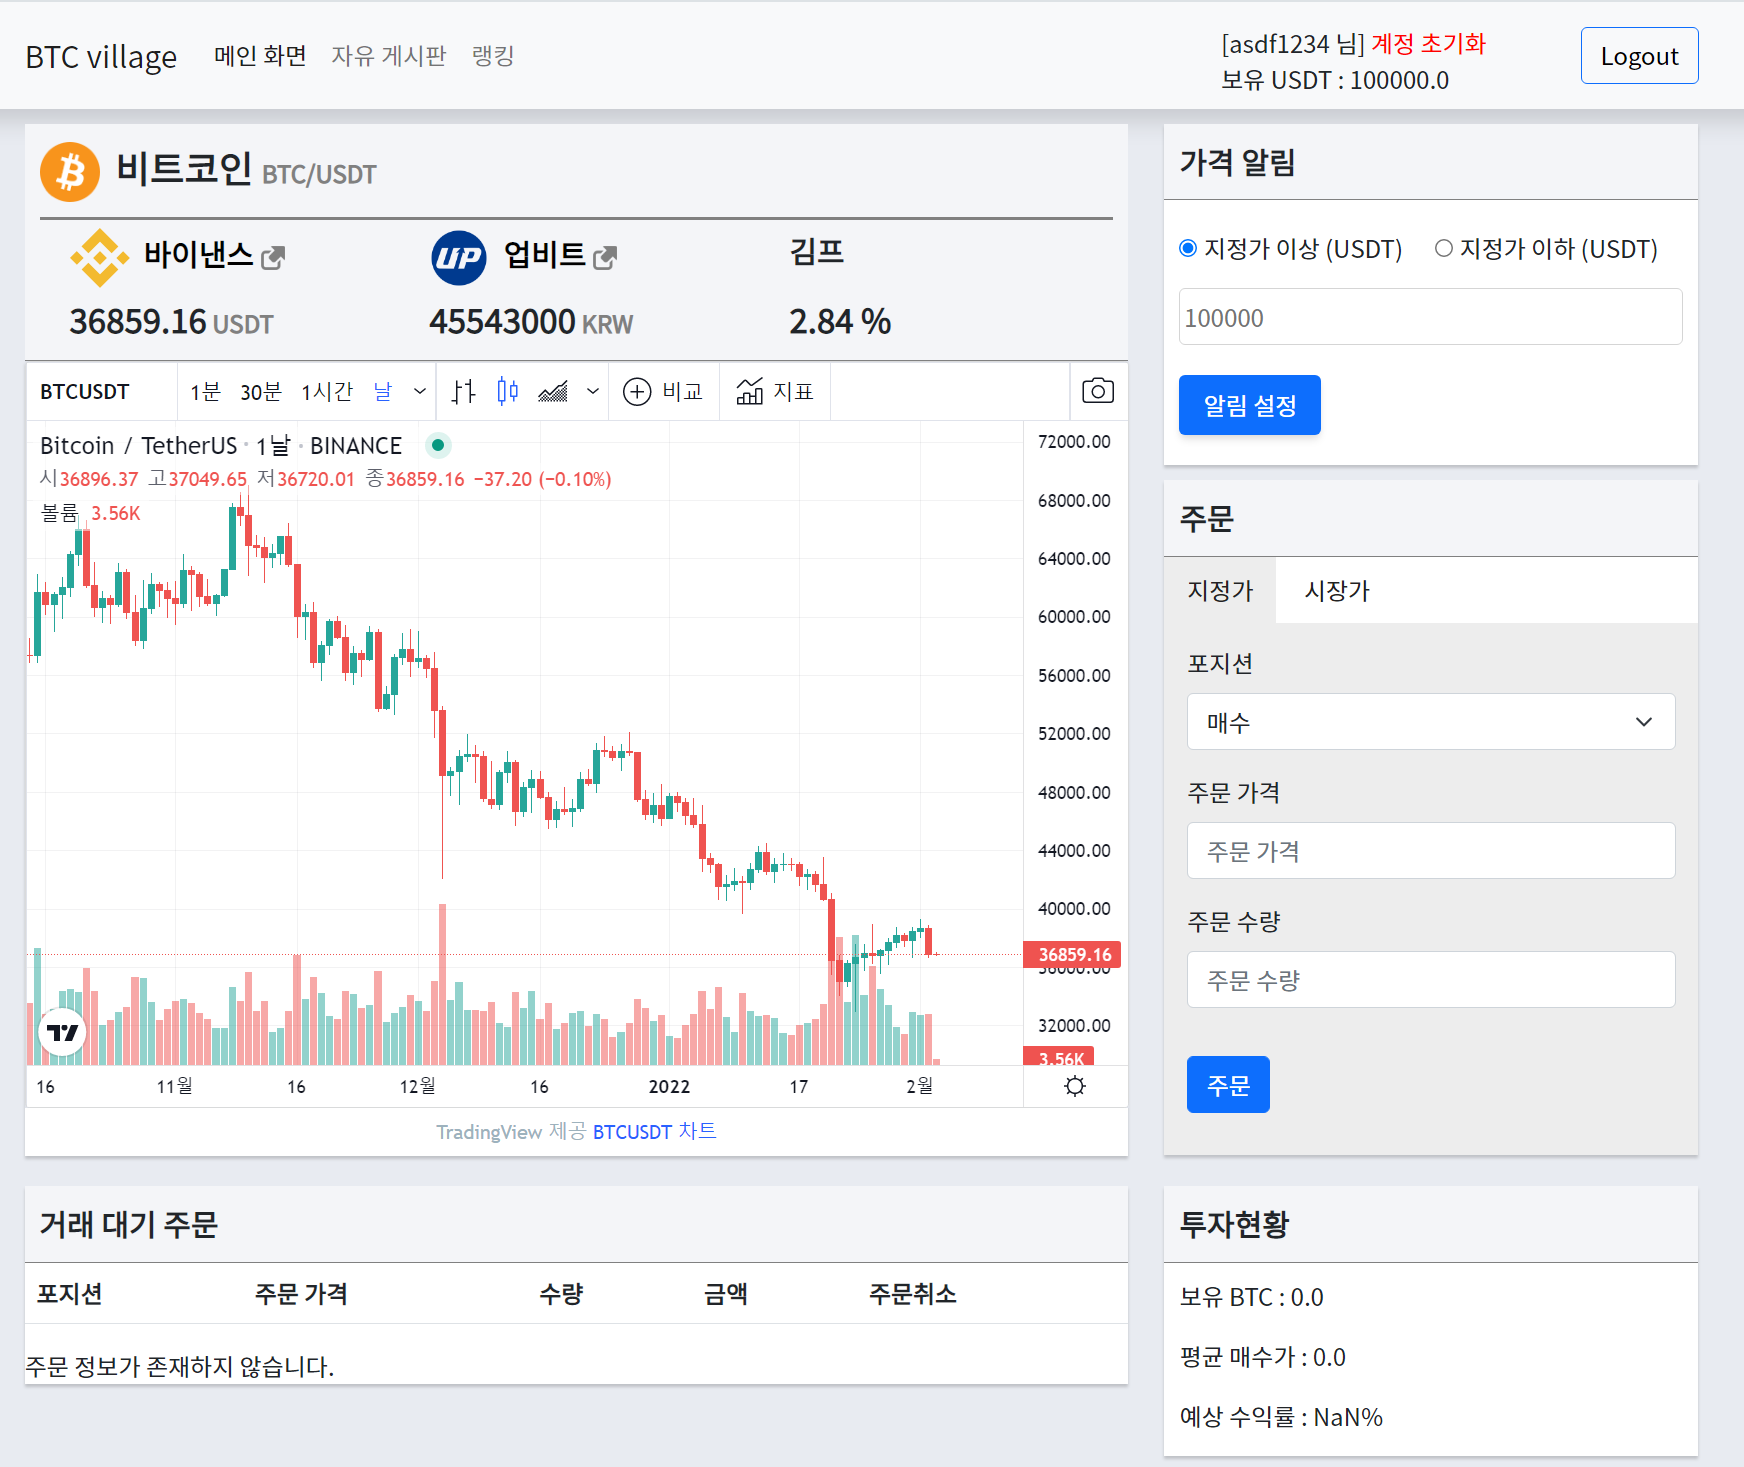 BTC village 메인 화면 자유 게시판 랭킹
[asdf1234 님] 계정 초기화
보유 USDT : 100000.0
Logout
비트코인 BTC/USDT
바이낸스 업비트 김프
36859.16 USDT 45543000 KRW 2.84 %
BTCUSDT 1분 30분 1시간 날 비교 지표
Bitcoin / TetherUS · 1날 · BINANCE
시36896.37 고37049.65 저36720.01 종36859.16 −37.20 (−0.10%)
볼륨 3.56K
72000.00
68000.00
64000.00
60000.00
56000.00
52000.00
48000.00
44000.00
40000.00
36859.16
36000.00
32000.00
3.56K
16 11월 16 12월 16 2022 17 2월
TradingView 제공 BTCUSDT 차트
가격 알림
지정가 이상 (USDT) 지정가 이하 (USDT)
100000
알림 설정
주문
지정가 시장가
포지션
매수
주문 가격
주문 가격
주문 수량
주문 수량
주문
거래 대기 주문
포지션 주문 가격 수량 금액 주문취소
주문 정보가 존재하지 않습니다.
투자현황
보유 BTC : 0.0
평균 매수가 : 0.0
예상 수익률 : NaN%